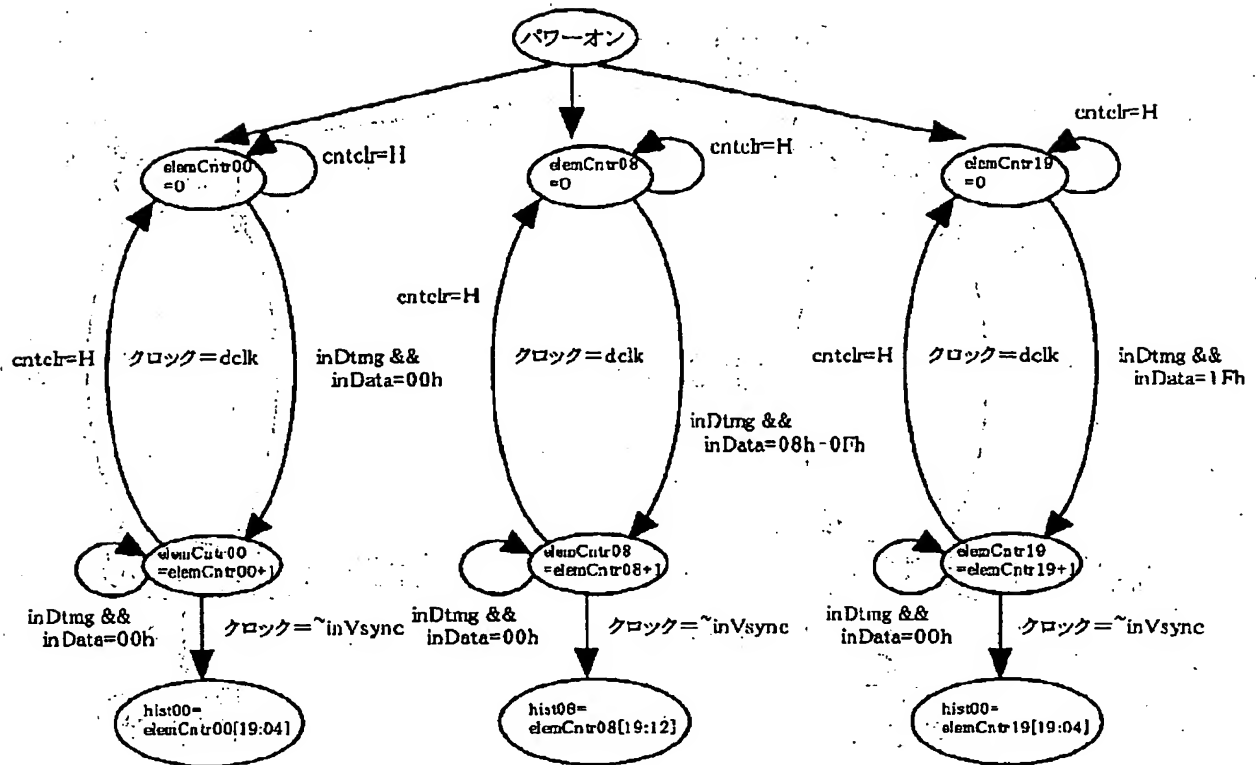 パワーオン
elemCntr00
=0
cntclr=H
elemCntr08
=0
cntclr=H
elemCntr19
=0
cntclr=H
cntclr=H
クロック=dclk
inDtmg &&
inData=00h
cntclr=H
クロック=dclk
inDtmg &&
inData=08h-0Fh
cntclr=H
クロック=dclk
inDtmg &&
inData=1Fh
elemCntr00
=elemCntr00+1
inDtmg &&
inData=00h
クロック=~inVsync
elemCntr08
=elemCntr08+1
inDtmg &&
inData=00h
クロック=~inVsync
elemCntr19
=elemCntr19+1
inDtmg &&
inData=00h
クロック=~inVsync
hist00=
elemCntr00[19:04]
hist08=
elemCntr08[19:12]
hist00=
elemCntr19[19:04]